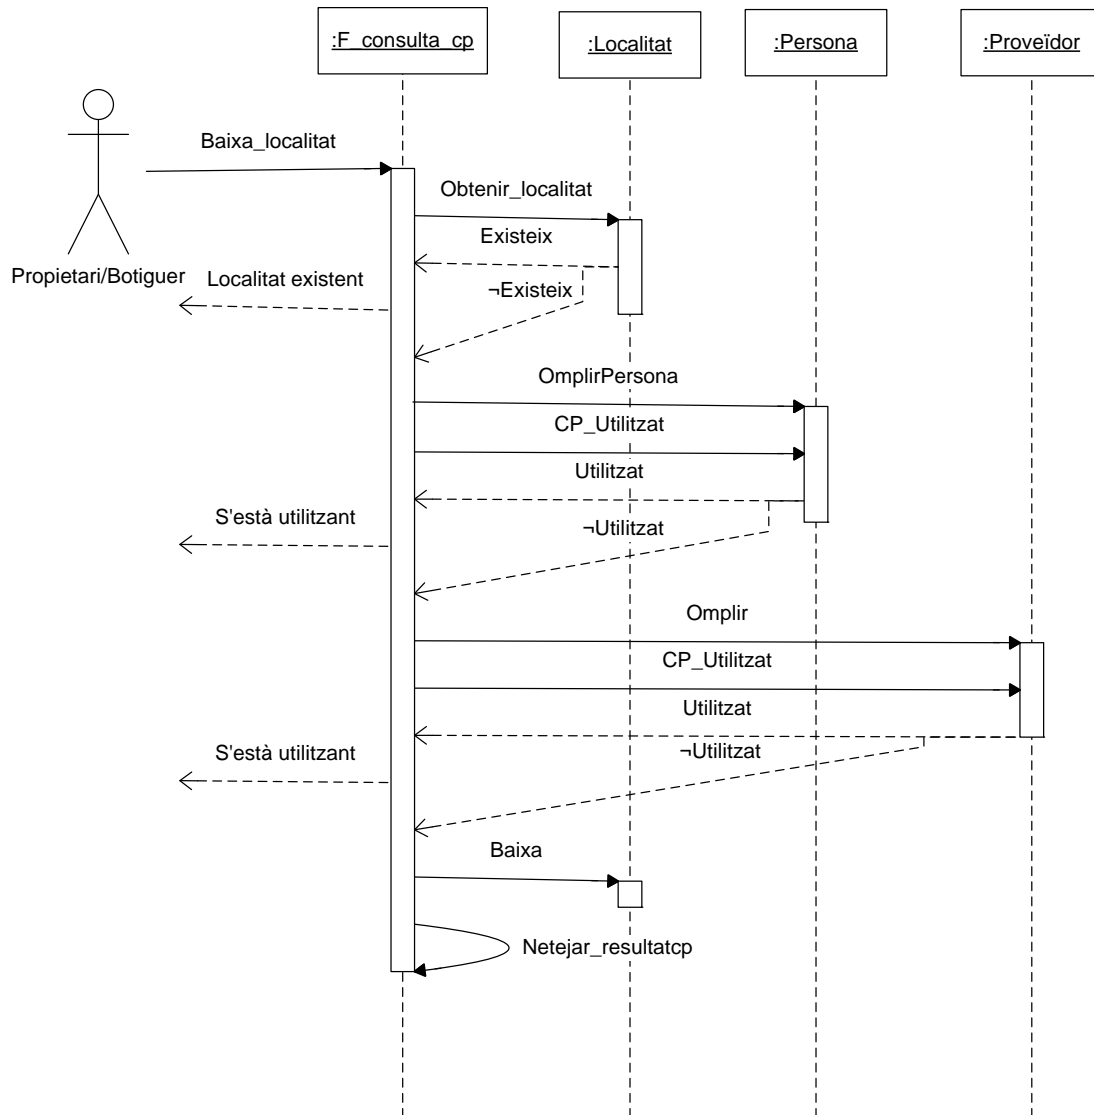 :F_consulta_cp
:Localitat
:Persona
:Proveïdor
Baixa_localitat
Obtenir_localitat
Existeix
Propietari/Botiguer
Localitat existent
¬Existeix
OmplirPersona
CP_Utilitzat
Utilitzat
S'està utilitzant
¬Utilitzat
Omplir
CP_Utilitzat
Utilitzat
S'està utilitzant
¬Utilitzat
Baixa
Netejar_resultatcp